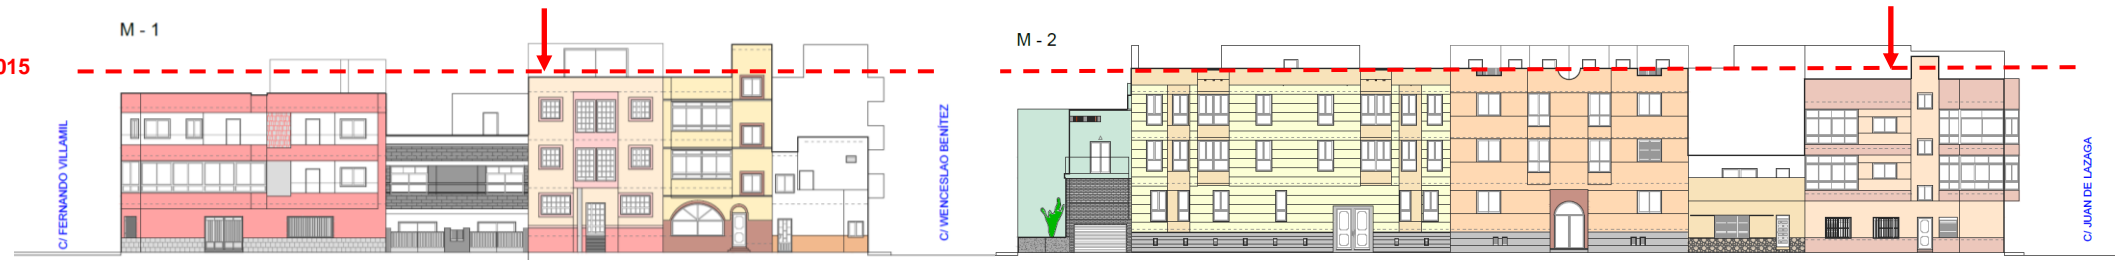 M - 1
015
C/ FERNANDO VILLAMIL
C/ WENCESLAO BENÍTEZ
M - 2
C/ JUAN DE LAZAGA